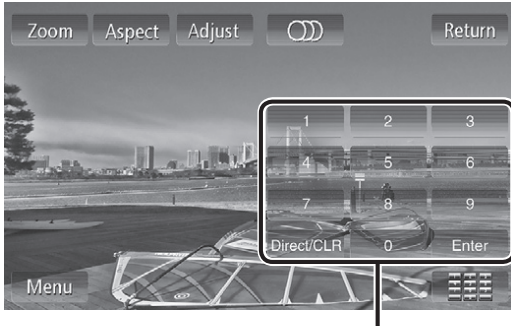 Zoom Aspect Adjust Return
1 2 3
4 5 6
7 8 9
Direct/CLR 0 Enter
Menu